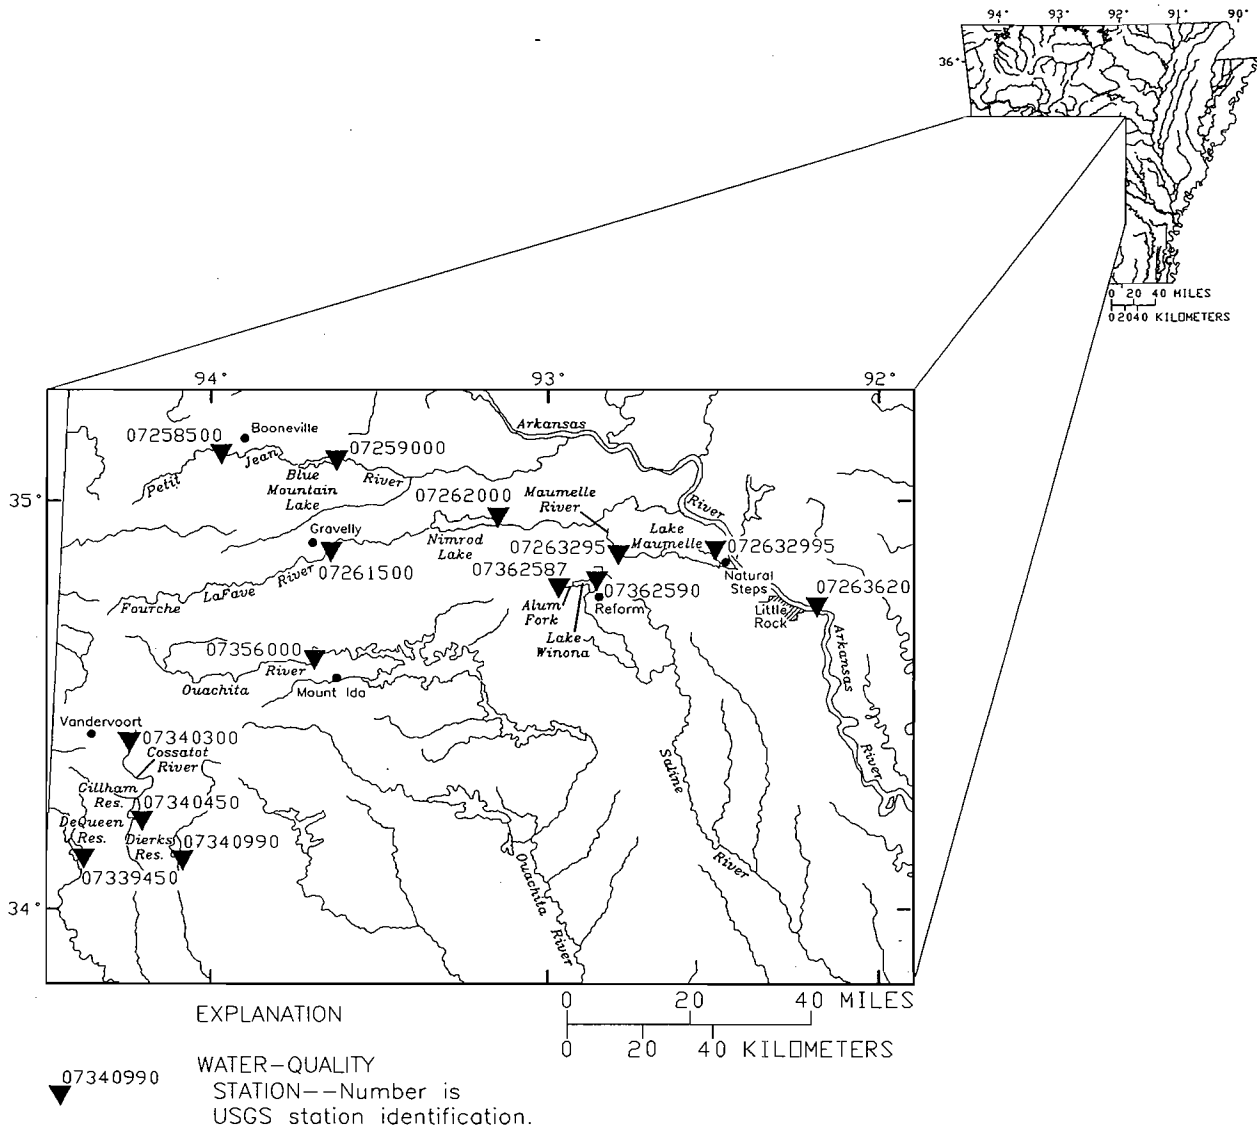 94° 93° 92° 91° 90°
36°
0 20 40 MILES
02040 KILOMETERS
94° 93° 92°
Arkansas
Booneville
07258500
07259000
Jean
Petit
River
Blue
Mountain
Lake
35°
07262000
Maumelle
River
River
Gravelly
Nimrod
Lake
Lake
Maumelle
07263295
072632995
07261500
River
07362587
07362590
Natural
Steps
07263620
LaFave
Fourche
Alum
Fork
Reform
Little
Rock
Lake
Winona
Arkansas
07356000
River
Ouachita
Mount Ida
Vandervoort
07340300
Cossatot
River
Saline
River
Gillham
Res.
07340450
DeQueen
Res.
Dierks
Res.
07340990
07339450
River
Ouachita
River
34°
0 20 40 MILES
0 20 40 KILOMETERS
EXPLANATION
07340990
WATER-QUALITY
STATION--Number is
USGS station identification.